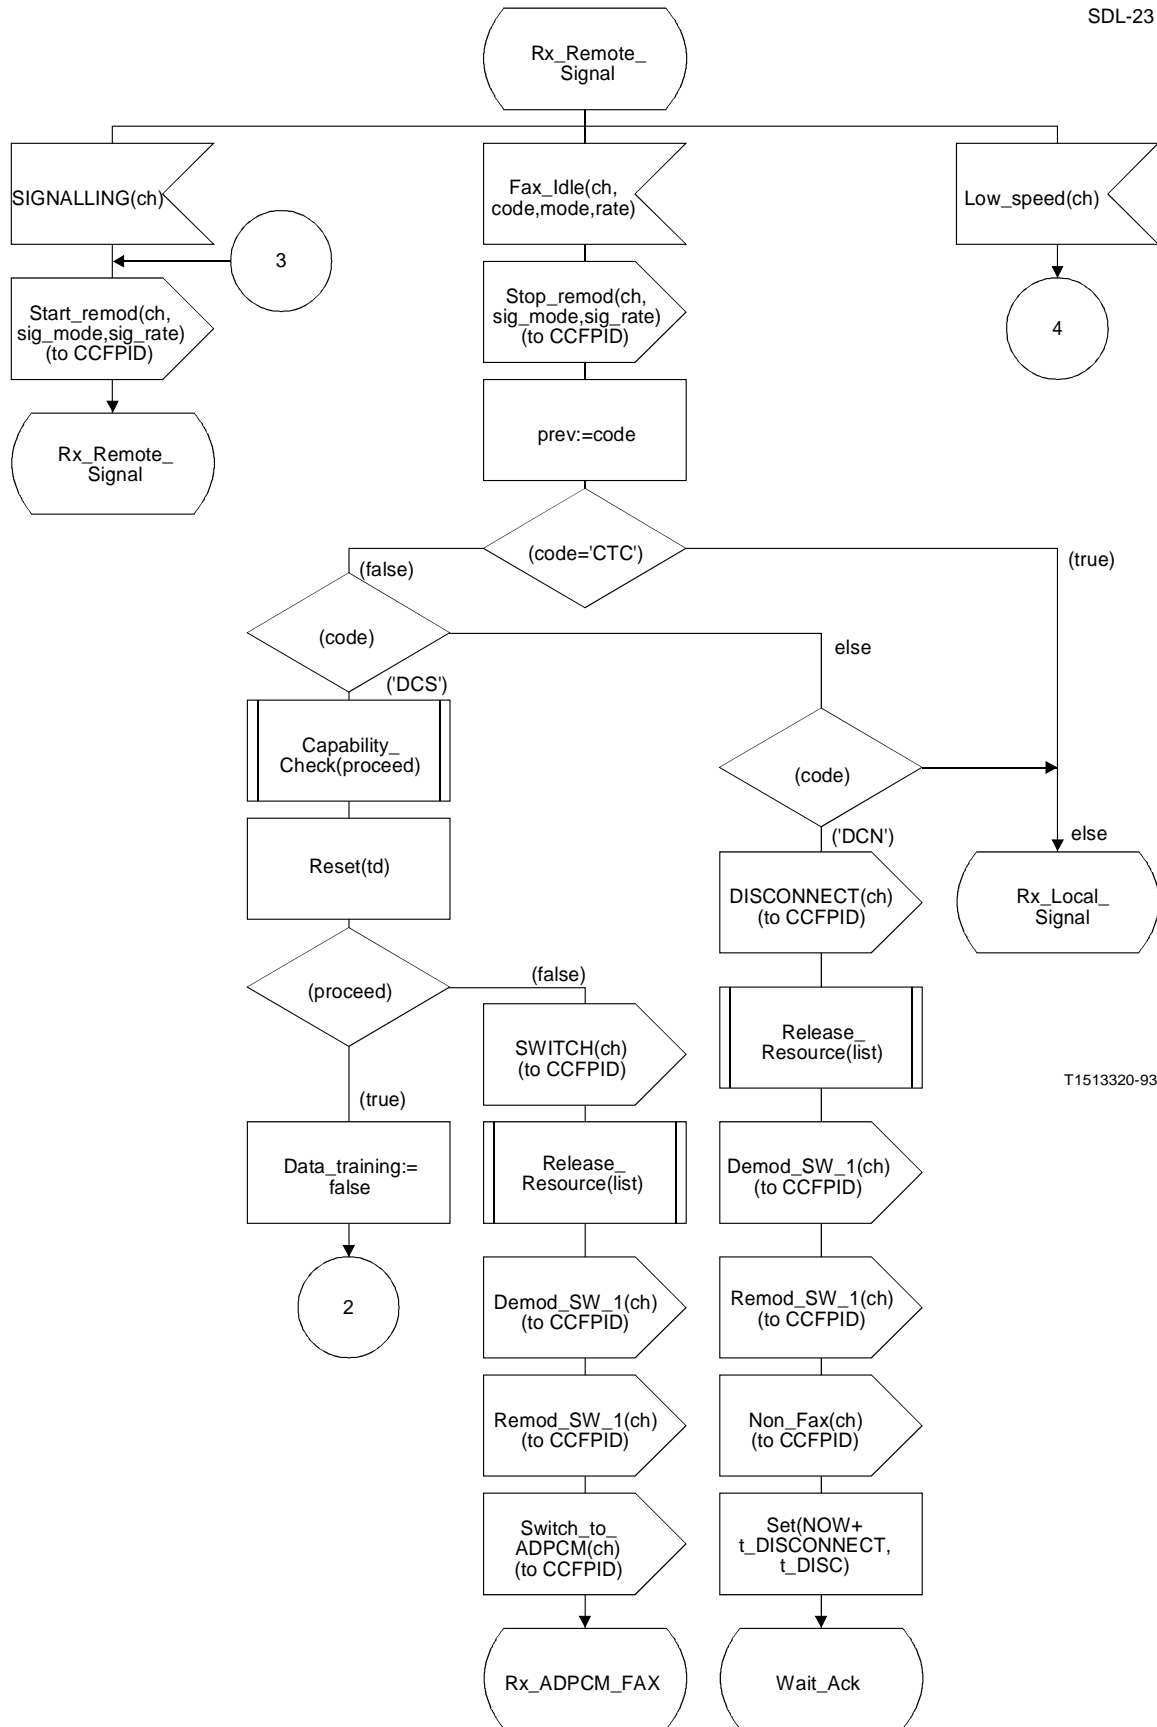 SDL-23
Rx_Remote_
Signal
SIGNALLING(ch)
Fax_Idle(ch,
code,mode,rate)
Low_speed(ch)
3
Start_remod(ch,
sig_mode,sig_rate)
(to CCFPID)
Stop_remod(ch,
sig_mode,sig_rate)
(to CCFPID)
4
Rx_Remote_
Signal
prev:=code
(code='CTC')
(false)
(true)
(code)
else
('DCS')
Capability_
Check(proceed)
(code)
('DCN')
else
Reset(td)
DISCONNECT(ch)
(to CCFPID)
Rx_Local_
Signal
(proceed)
(false)
(true)
SWITCH(ch)
(to CCFPID)
Release_
Resource(list)
T1513320-93
Data_training:=
false
Release_
Resource(list)
Demod_SW_1(ch)
(to CCFPID)
2
Demod_SW_1(ch)
(to CCFPID)
Remod_SW_1(ch)
(to CCFPID)
Remod_SW_1(ch)
(to CCFPID)
Non_Fax(ch)
(to CCFPID)
Switch_to_
ADPCM(ch)
(to CCFPID)
Set(NOW+
t_DISCONNECT,
t_DISC)
Rx_ADPCM_FAX
Wait_Ack